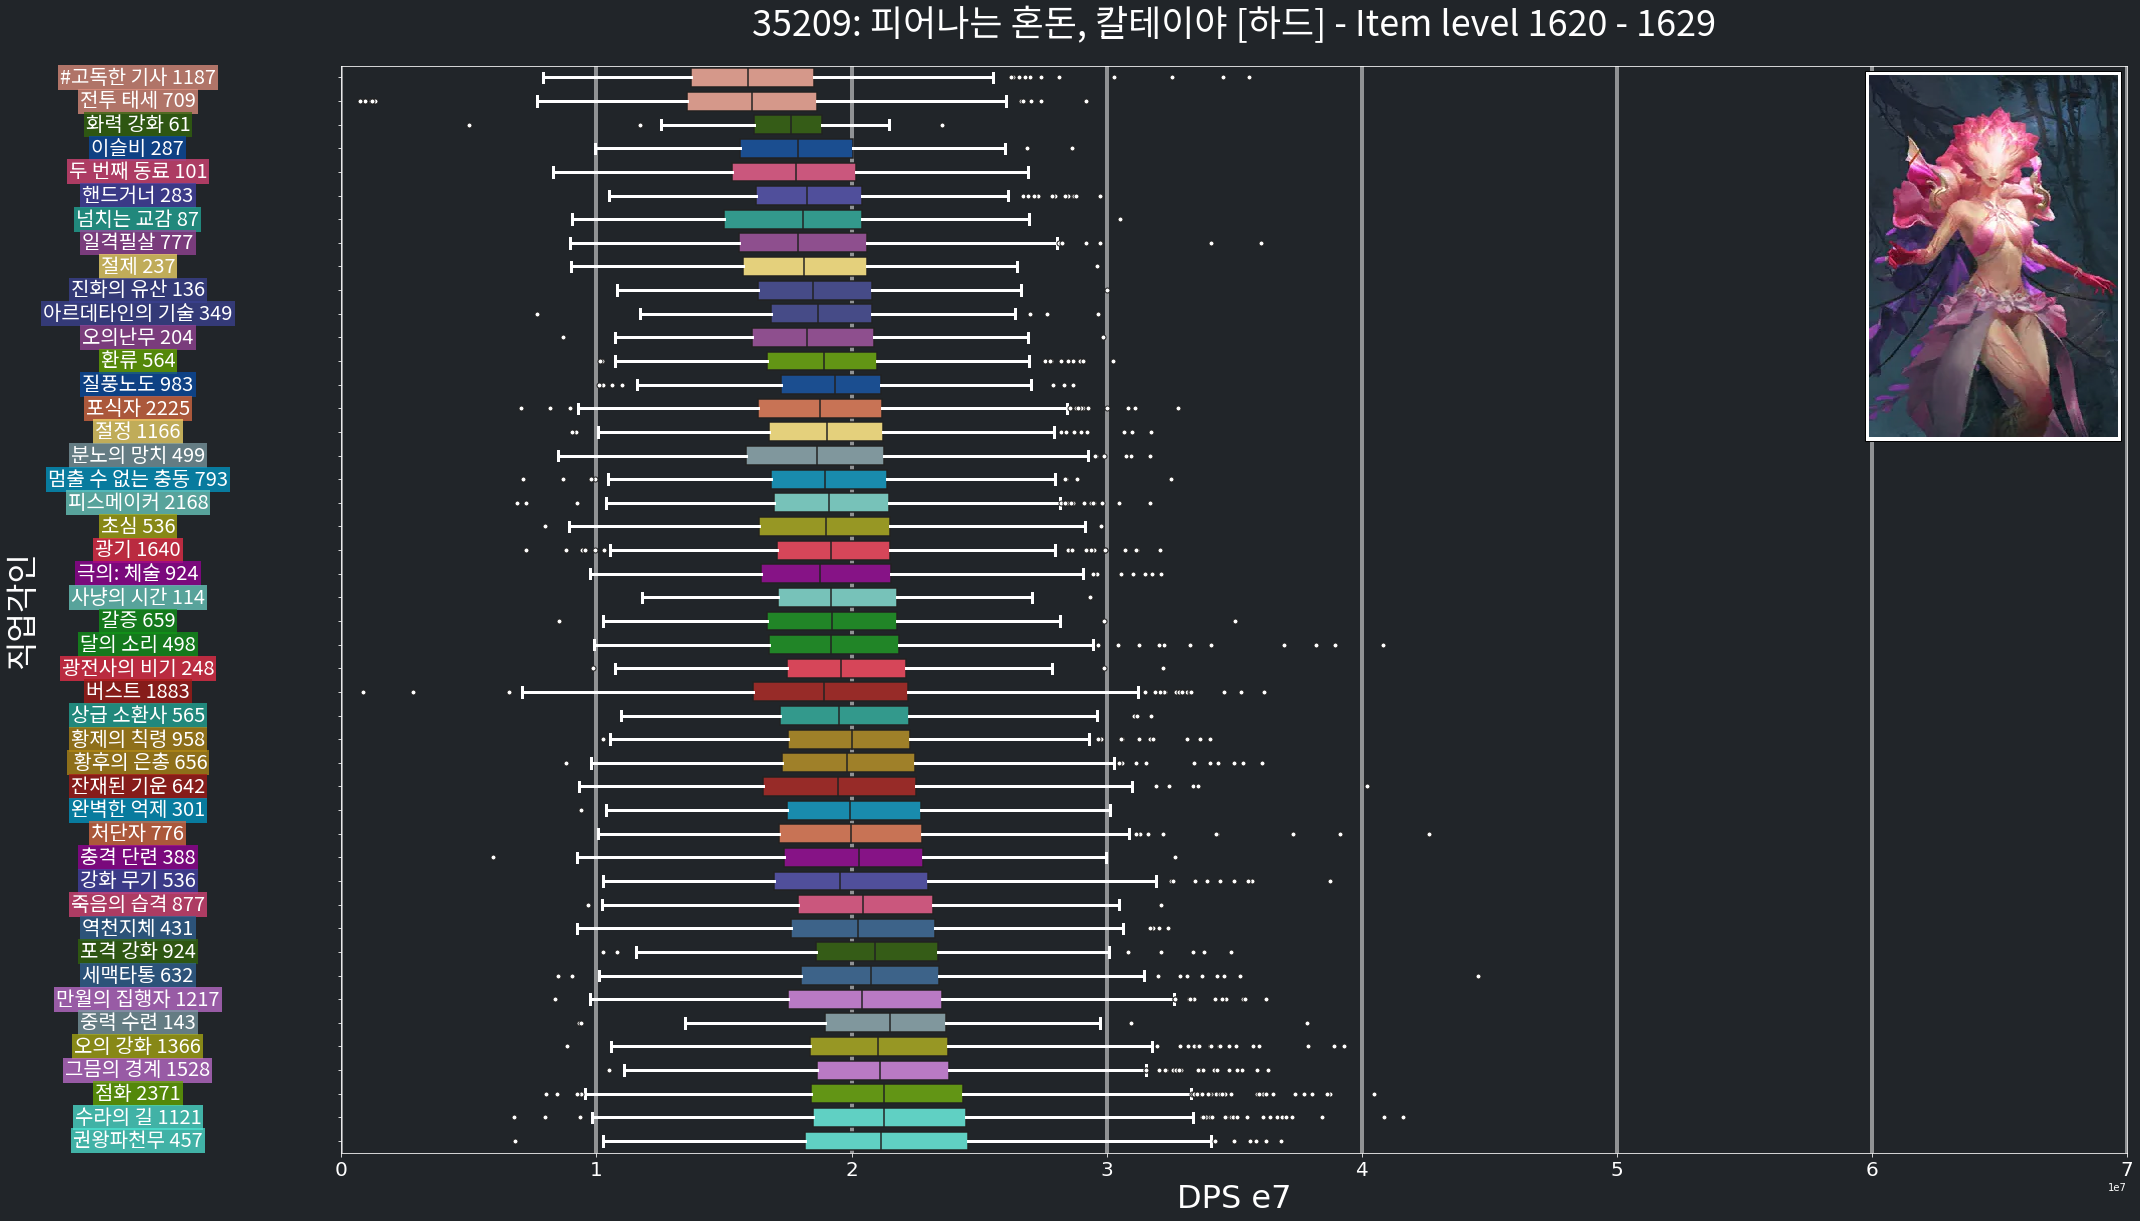 35209: 피어나는 혼돈, 칼테이야 [하드] - Item level 1620 - 1629
직업각인
#고독한 기사 1187
전투 태세 709
화력 강화 61
이슬비 287
두 번째 동료 101
핸드거너 283
넘치는 교감 87
일격필살 777
절제 237
진화의 유산 136
아르데타인의 기술 349
오의난무 204
환류 564
질풍노도 983
포식자 2225
절정 1166
분노의 망치 499
멈출 수 없는 충동 793
피스메이커 2168
초심 536
광기 1640
극의: 체술 924
사냥의 시간 114
갈증 659
달의 소리 498
광전사의 비기 248
버스트 1883
상급 소환사 565
황제의 칙령 958
황후의 은총 656
잔재된 기운 642
완벽한 억제 301
처단자 776
충격 단련 388
강화 무기 536
죽음의 습격 877
역천지체 431
포격 강화 924
세맥타통 632
만월의 집행자 1217
중력 수련 143
오의 강화 1366
그믐의 경계 1528
점화 2371
수라의 길 1121
권왕파천무 457
0 1 2 3 4 5 6 7
DPS e7
1e7